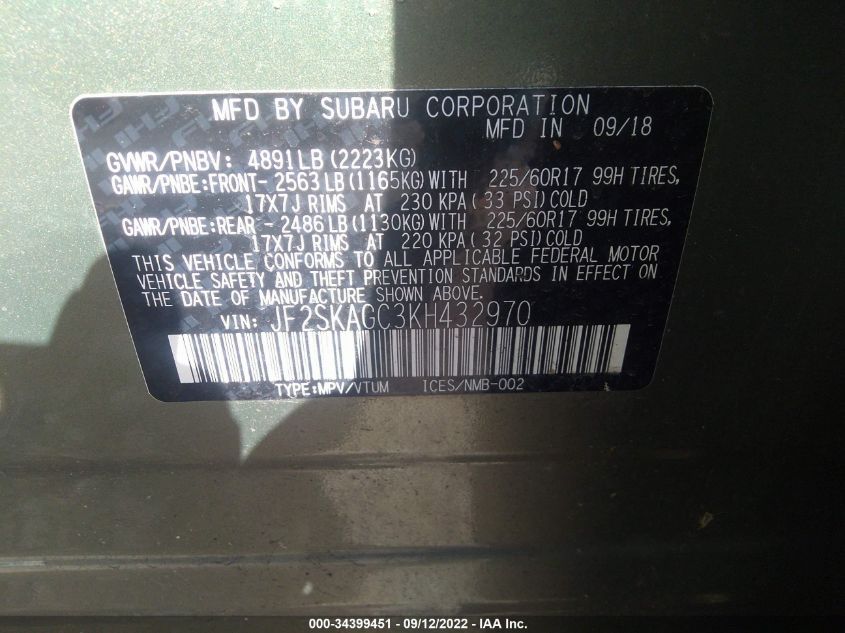 MFD BY SUBARU CORPORATION
MFD IN 09/18
GVWR/PNBV: 4891LB(2223KG)
GAWR/PNBE:FRONT- 2563LB(1165KG)WITH 225/60R17 99H TIRES,
17X7J RIMS AT 230 KPA(33 PSI)COLD
GAWR/PNBE:REAR - 2486LB(1130KG)WITH 225/60R17 99H TIRES,
17X7J RIMS AT 220 KPA(32 PSI)COLD
THIS VEHICLE CONFORMS TO ALL APPLICABLE FEDERAL MOTOR
VEHICLE SAFETY AND THEFT PREVENTION STANDARDS IN EFFECT ON
THE DATE OF MANUFACTURE SHOWN ABOVE.
VIN: JF2SKAGC3KH432970
TYPE:MPV/VTUM ICES/NMB-002
000-34399451 - 09/12/2022 - IAA Inc.